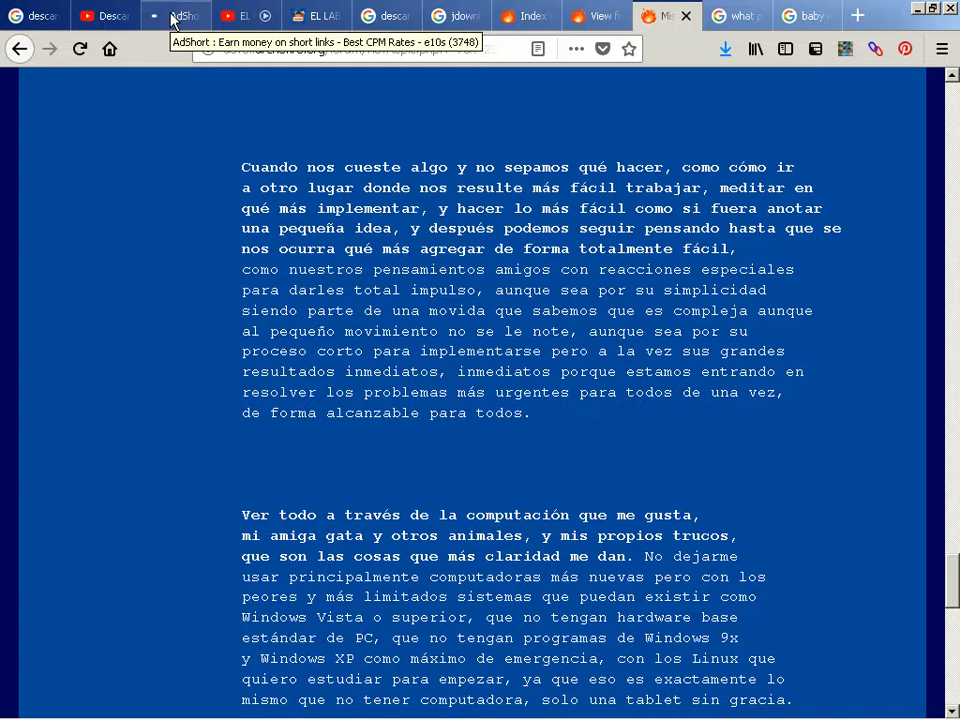 descar
Descar
AdSho
EL
EL LAB
descar
jdownl
Index
View f
Mis
what p
baby
AdShort : Earn money on short links - Best CPM Rates - e10s (3748)
Cuando nos cueste algo y no sepamos qué hacer, como cómo ir
a otro lugar donde nos resulte más fácil trabajar, meditar en
qué más implementar, y hacer lo más fácil como si fuera anotar
una pequeña idea, y después podemos seguir pensando hasta que se
nos ocurra qué más agregar de forma totalmente fácil,
como nuestros pensamientos amigos con reacciones especiales
para darles total impulso, aunque sea por su simplicidad
siendo parte de una movida que sabemos que es compleja aunque
al pequeño movimiento no se le note, aunque sea por su
proceso corto para implementarse pero a la vez sus grandes
resultados inmediatos, inmediatos porque estamos entrando en
resolver los problemas más urgentes para todos de una vez,
de forma alcanzable para todos.
Ver todo a través de la computación que me gusta,
mi amiga gata y otros animales, y mis propios trucos,
que son las cosas que más claridad me dan. No dejarme
usar principalmente computadoras más nuevas pero con los
peores y más limitados sistemas que puedan existir como
Windows Vista o superior, que no tengan hardware base
estándar de PC, que no tengan programas de Windows 9x
y Windows XP como máximo de emergencia, con los Linux que
quiero estudiar para empezar, ya que eso es exactamente lo
mismo que no tener computadora, solo una tablet sin gracia.